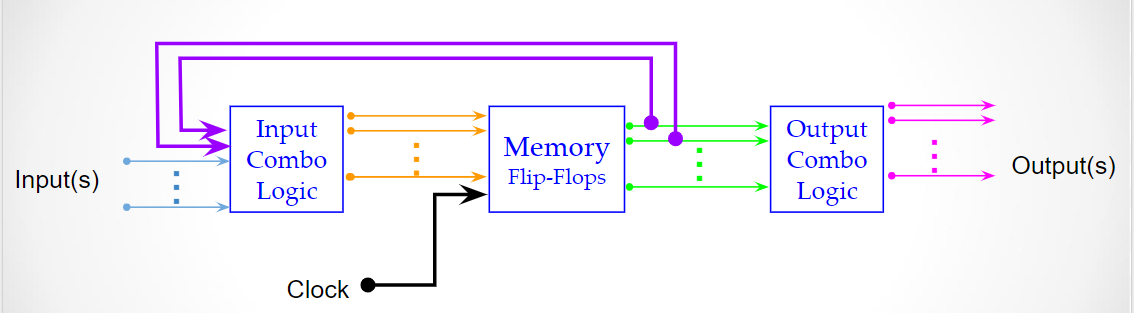 Input
Combo
Logic
Memory
Flip-Flops
Output
Combo
Logic
Input(s)
Output(s)
Clock